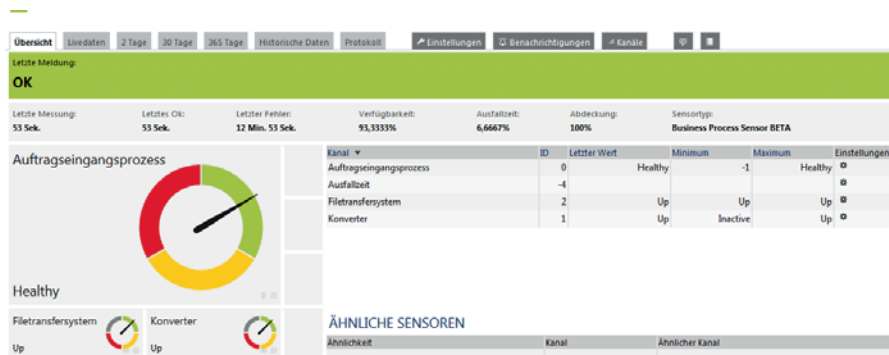 Übersicht Livedaten 2 Tage 30 Tage 365 Tage Historische Daten Protokoll Einstellungen Benachrichtigungen Kanäle
Letzte Meldung:
OK
Letzte Messung: Letztes Ok: Letzter Fehler: Verfügbarkeit: Ausfallzeit: Abdeckung: Sensortyp:
53 Sek. 53 Sek. 12 Min. 53 Sek. 93,3333% 6,6667% 100% Business Process Sensor BETA
Auftragseingangsprozess
Healthy
Filetransfersystem Konverter
Up Up
Kanal ID Letzter Wert Minimum Maximum Einstellungen
Auftragseingangsprozess 0 Healthy -1 Healthy
Ausfallzeit -4
Filetransfersystem 2 Up Up Up
Konverter 1 Up Inactive Up
ÄHNLICHE SENSOREN
Ähnlichkeit Kanal Ähnlicher Kanal